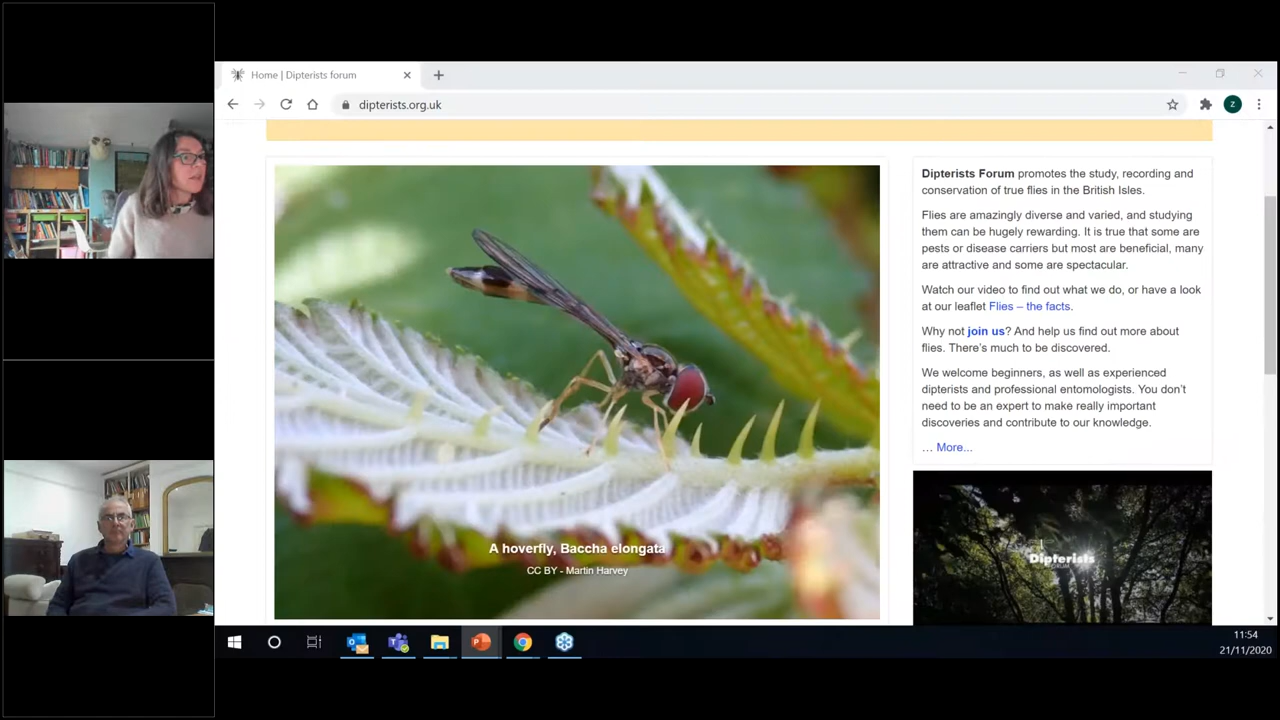 Home | Dipterists forum
dipterists.org.uk
Z
Dipterists Forum promotes the study, recording and
conservation of true flies in the British Isles.
Flies are amazingly diverse and varied, and studying
them can be hugely rewarding. It is true that some are
pests or disease carriers but most are beneficial, many
are attractive and some are spectacular.
Watch our video to find out what we do, or have a look
at our leaflet Flies – the facts.
Why not join us? And help us find out more about
flies. There's much to be discovered.
We welcome beginners, as well as experienced
dipterists and professional entomologists. You don't
need to be an expert to make really important
discoveries and contribute to our knowledge.
… More...
A hoverfly, Baccha elongata
CC BY - Martin Harvey
Dipterists
FORUM
11:54
21/11/2020